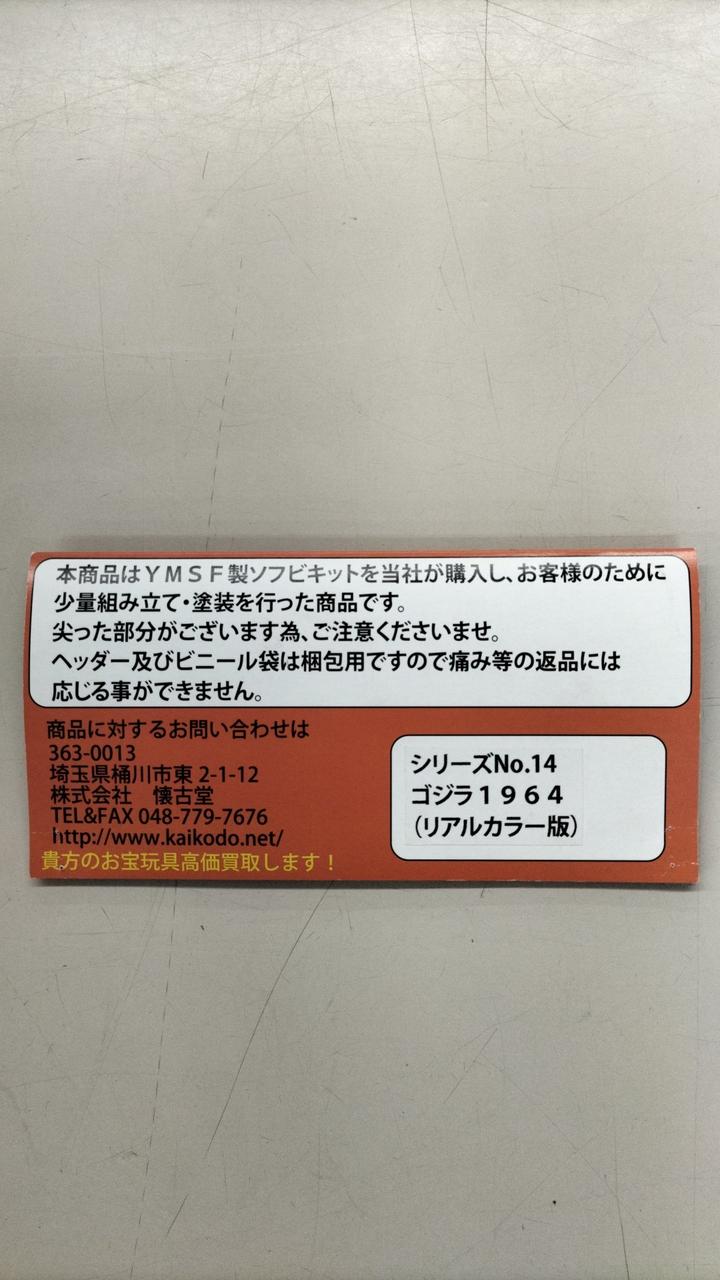 本商品はＹＭＳＦ製ソフビキットを当社が購入し、お客様のために
少量組み立て・塗装を行った商品です。
尖った部分がございます為、ご注意くださいませ。
ヘッダー及びビニール袋は梱包用ですので痛み等の返品には
応じる事ができません。
商品に対するお問い合わせは
363-0013
埼玉県桶川市東 2-1-12
株式会社　懐古堂
TEL&FAX 048-779-7676
http://www.kaikodo.net/
貴方のお宝玩具高価買取します！
シリーズNo.14
ゴジラ１９６４
（リアルカラー版）